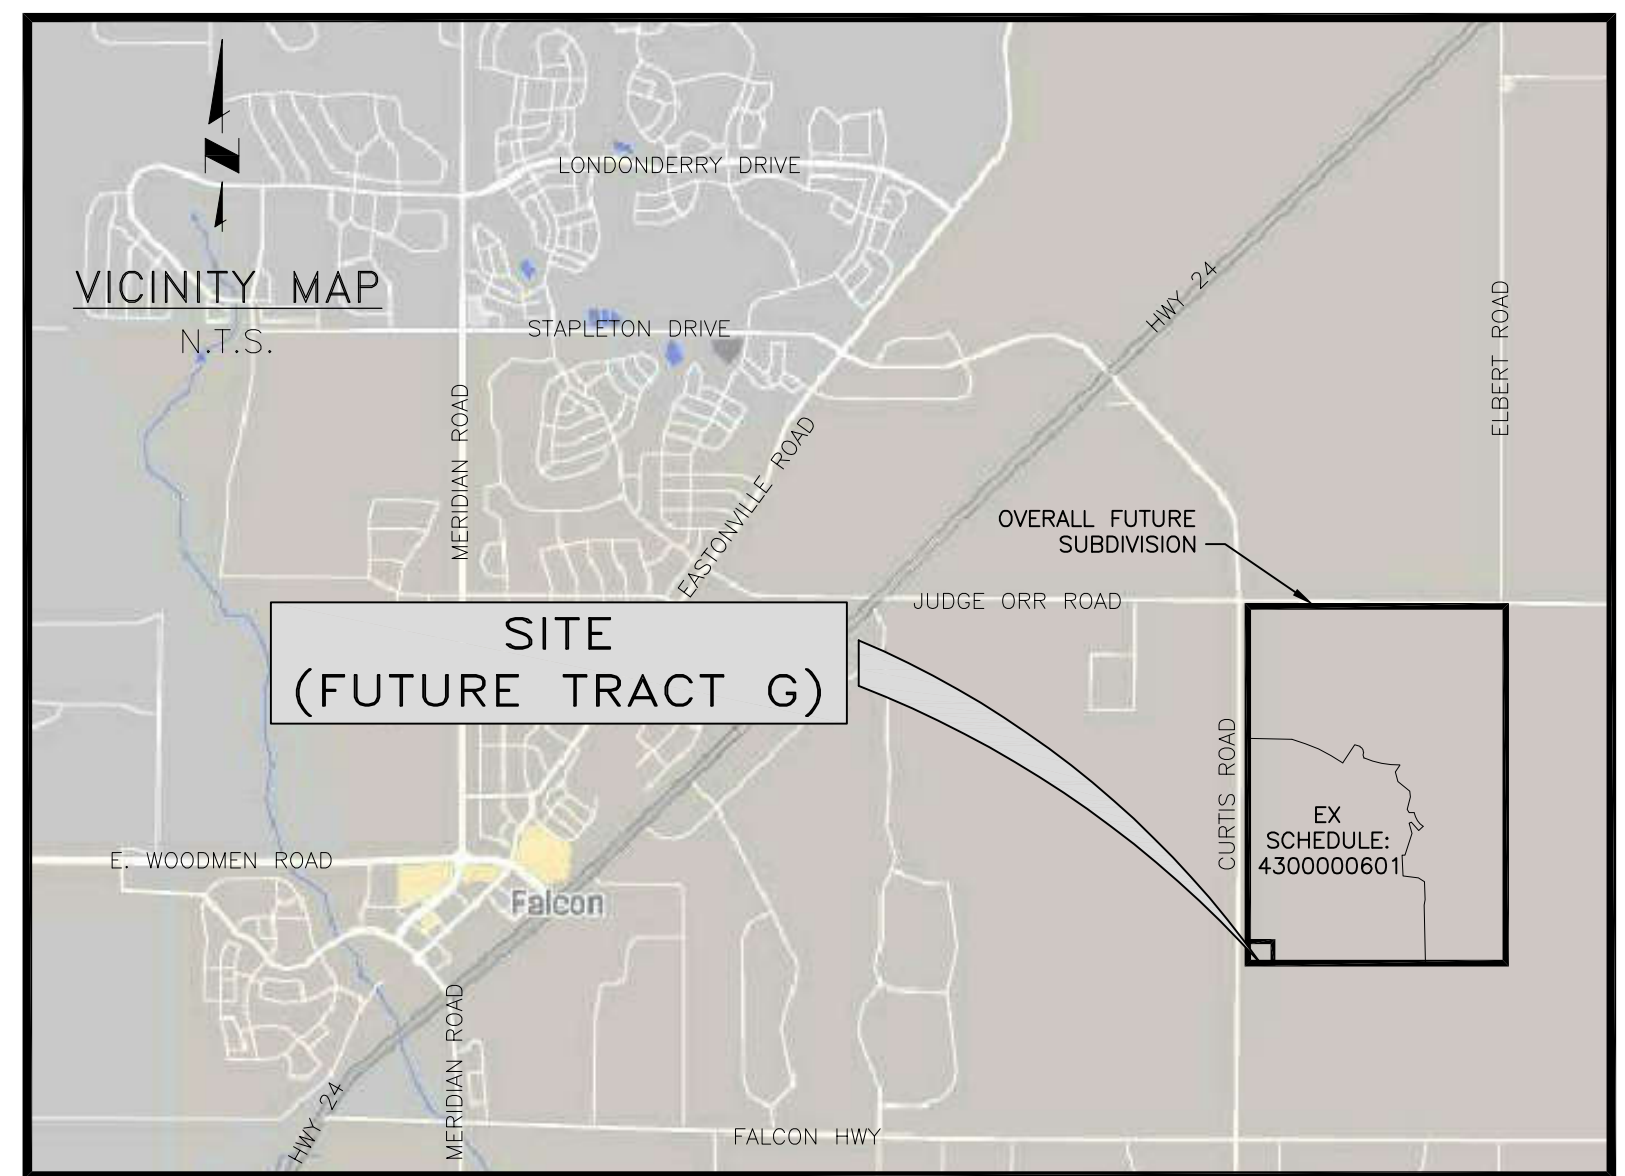 LONDONDERRY DRIVE
VICINITY MAP
N.T.S.
STAPLETON DRIVE
HWY 24
ELBERT ROAD
MERIDIAN ROAD
EASTONVILLE ROAD
OVERALL FUTURE
SUBDIVISION
JUDGE ORR ROAD
SITE
(FUTURE TRACT G)
CURTIS ROAD
EX
SCHEDULE:
4300000601
E. WOODMEN ROAD
Falcon
MERIDIAN ROAD
HWY 24
FALCON HWY
N